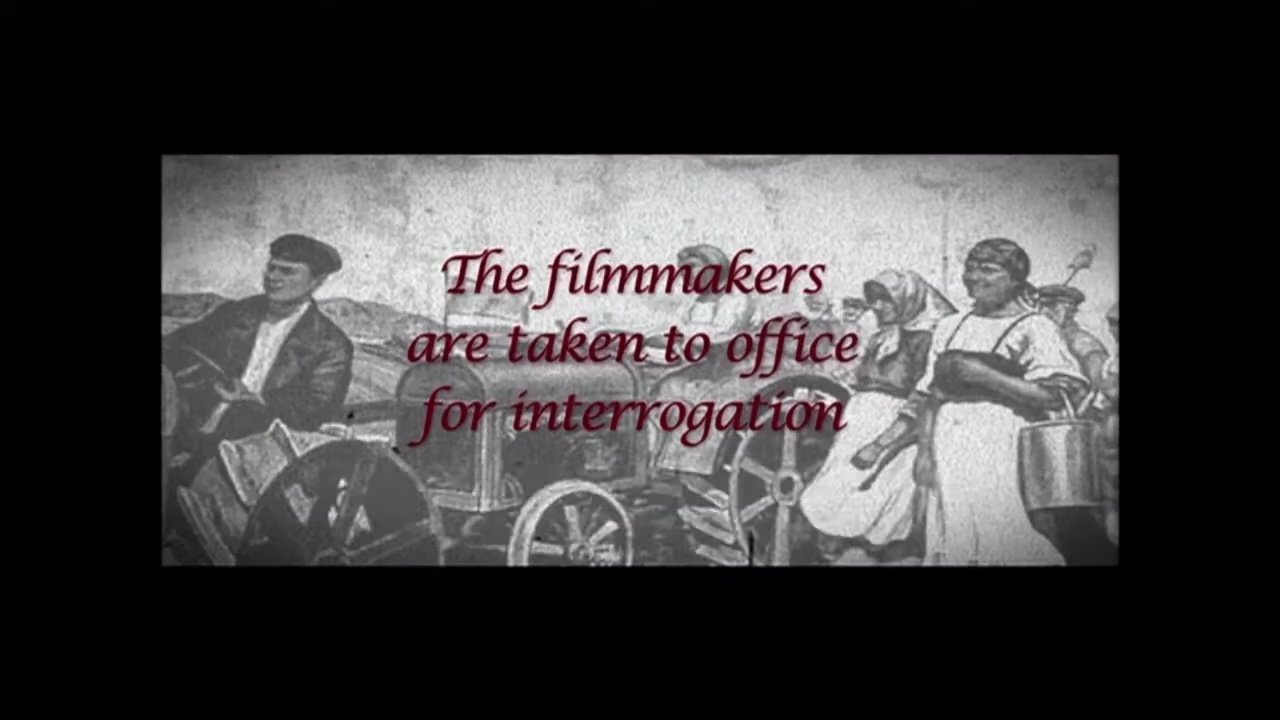 The filmmakers
are taken to office
for interrogation